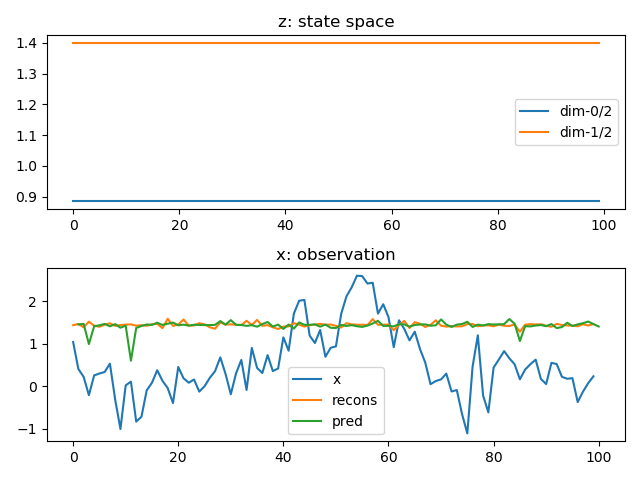 z: state space
1.4
1.3
1.2
1.1
1.0
0.9
dim-0/2
dim-1/2
0 20 40 60 80 100
x: observation
2
1
0
−1
x
recons
pred
0 20 40 60 80 100